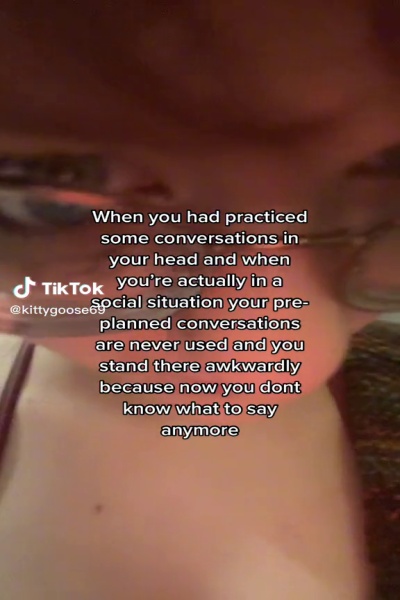 When you had practiced
some conversations in
your head and when
you're actually in a
social situation your pre-
planned conversations
are never used and you
stand there awkwardly
because now you dont
know what to say
anymore
TikTok
@kittygoose69